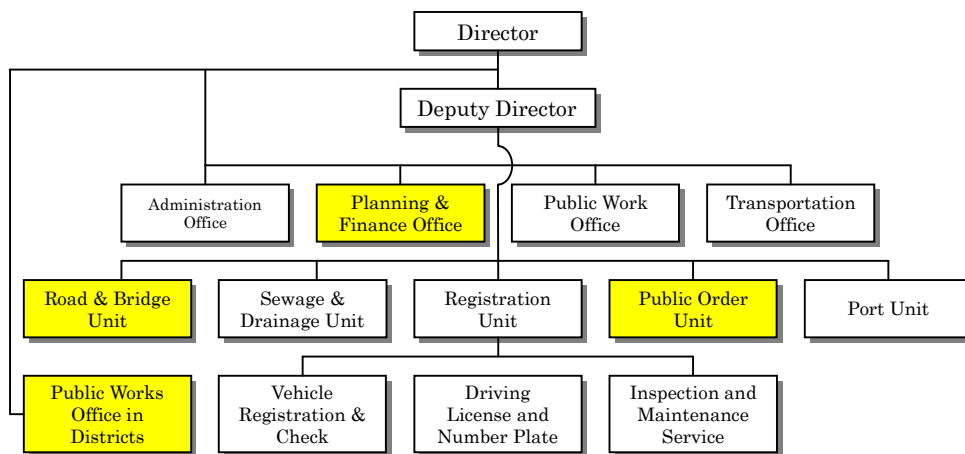 Director
Deputy Director
Administration
Office
Planning &
Finance Office
Public Work
Office
Transportation
Office
Road & Bridge
Unit
Sewage &
Drainage Unit
Registration
Unit
Public Order
Unit
Port Unit
Public Works
Office in
Districts
Vehicle
Registration &
Check
Driving
License and
Number Plate
Inspection and
Maintenance
Service